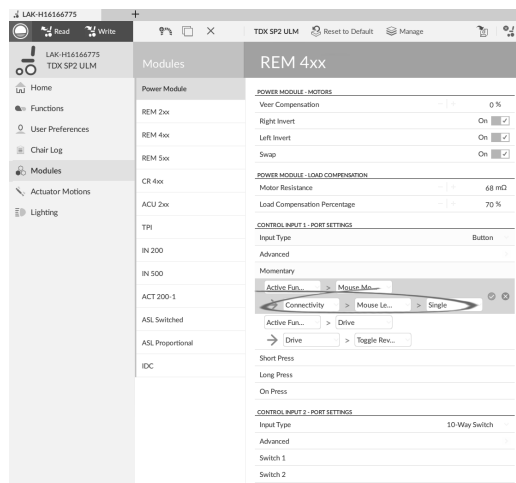 LAK-H16166775
Read Write TDX SP2 ULM Reset to Default Manage
LAK-H16166775
TDX SP2 ULM
Home
Functions
User Preferences
Chair Log
Modules
Actuator Motions
Lighting
Modules
Power Module
REM 2xx
REM 4xx
REM 5xx
CR 4xx
ACU 2xx
TPI
IN 200
IN 500
ACT 200-1
ASL Switched
ASL Proportional
IDC
REM 4xx
POWER MODULE - MOTORS
Veer Compensation 0 %
Right Invert On
Left Invert On
Swap On
POWER MODULE - LOAD COMPENSATION
Motor Resistance 68 mΩ
Load Compensation Percentage 70 %
CONTROL INPUT 1 - PORT SETTINGS
Input Type Button
Advanced
Momentary
Active Fun... > Mouse Mo...
Connectivity > Mouse Le... > Single
Active Fun... > Drive
Drive > Toggle Rev...
Short Press
Long Press
On Press
CONTROL INPUT 2 - PORT SETTINGS
Input Type 10-Way Switch
Advanced
Switch 1
Switch 2